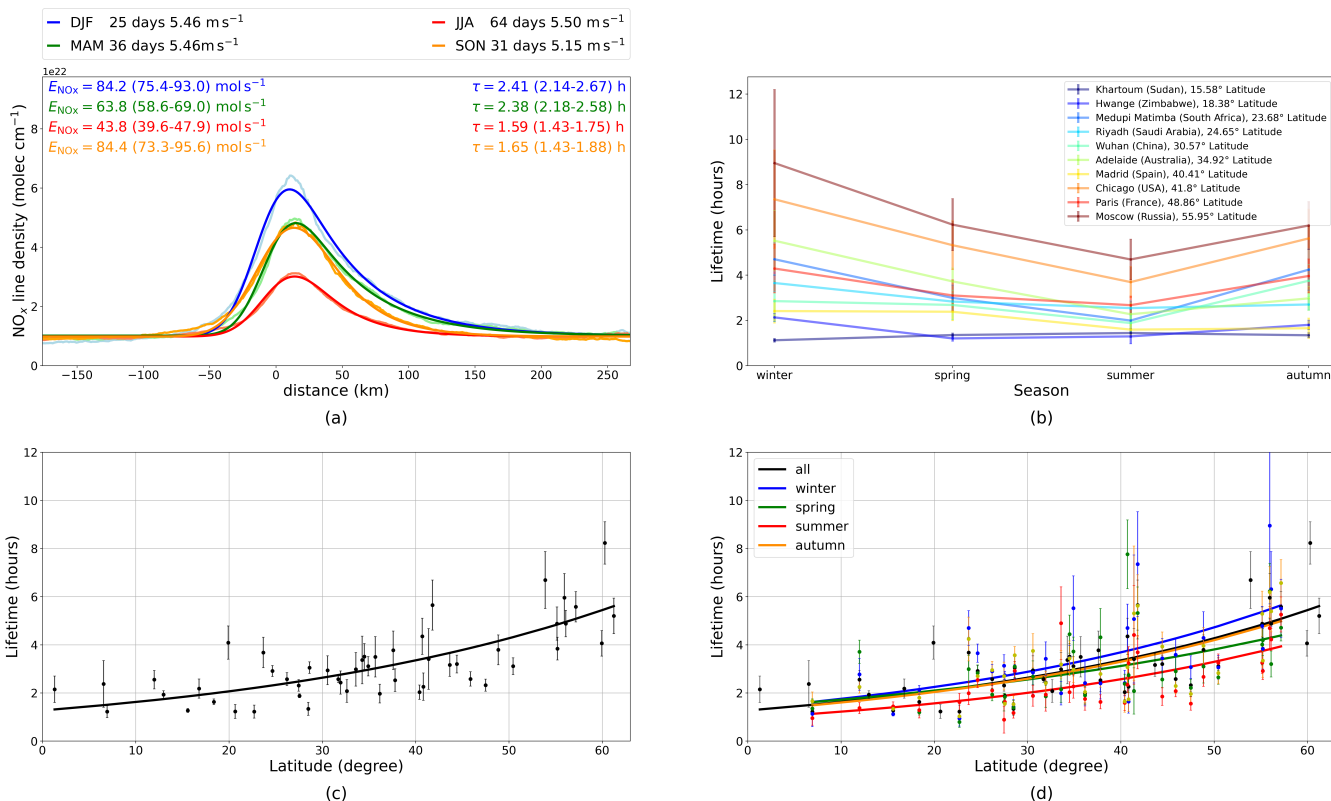 DJF 25 days 5.46 m s⁻¹
MAM 36 days 5.46m s⁻¹
JJA 64 days 5.50 m s⁻¹
SON 31 days 5.15 m s⁻¹
1e22
E_NOx = 84.2 (75.4-93.0) mol s⁻¹
E_NOx = 63.8 (58.6-69.0) mol s⁻¹
E_NOx = 43.8 (39.6-47.9) mol s⁻¹
E_NOx = 84.4 (73.3-95.6) mol s⁻¹
τ = 2.41 (2.14-2.67) h
τ = 2.38 (2.18-2.58) h
τ = 1.59 (1.43-1.75) h
τ = 1.65 (1.43-1.88) h
NOₓ line density (molec cm⁻¹)
8
6
4
2
0
−150 −100 −50 0 50 100 150 200 250
distance (km)
(a)
Khartoum (Sudan), 15.58° Latitude
Hwange (Zimbabwe), 18.38° Latitude
Medupi Matimba (South Africa), 23.68° Latitude
Riyadh (Saudi Arabia), 24.65° Latitude
Wuhan (China), 30.57° Latitude
Adelaide (Australia), 34.92° Latitude
Madrid (Spain), 40.41° Latitude
Chicago (USA), 41.8° Latitude
Paris (France), 48.86° Latitude
Moscow (Russia), 55.95° Latitude
Lifetime (hours)
12
10
8
6
4
2
0
winter spring summer autumn
Season
(b)
Lifetime (hours)
12
10
8
6
4
2
0
0 10 20 30 40 50 60
Latitude (degree)
(c)
all
winter
spring
summer
autumn
Lifetime (hours)
12
10
8
6
4
2
0
0 10 20 30 40 50 60
Latitude (degree)
(d)